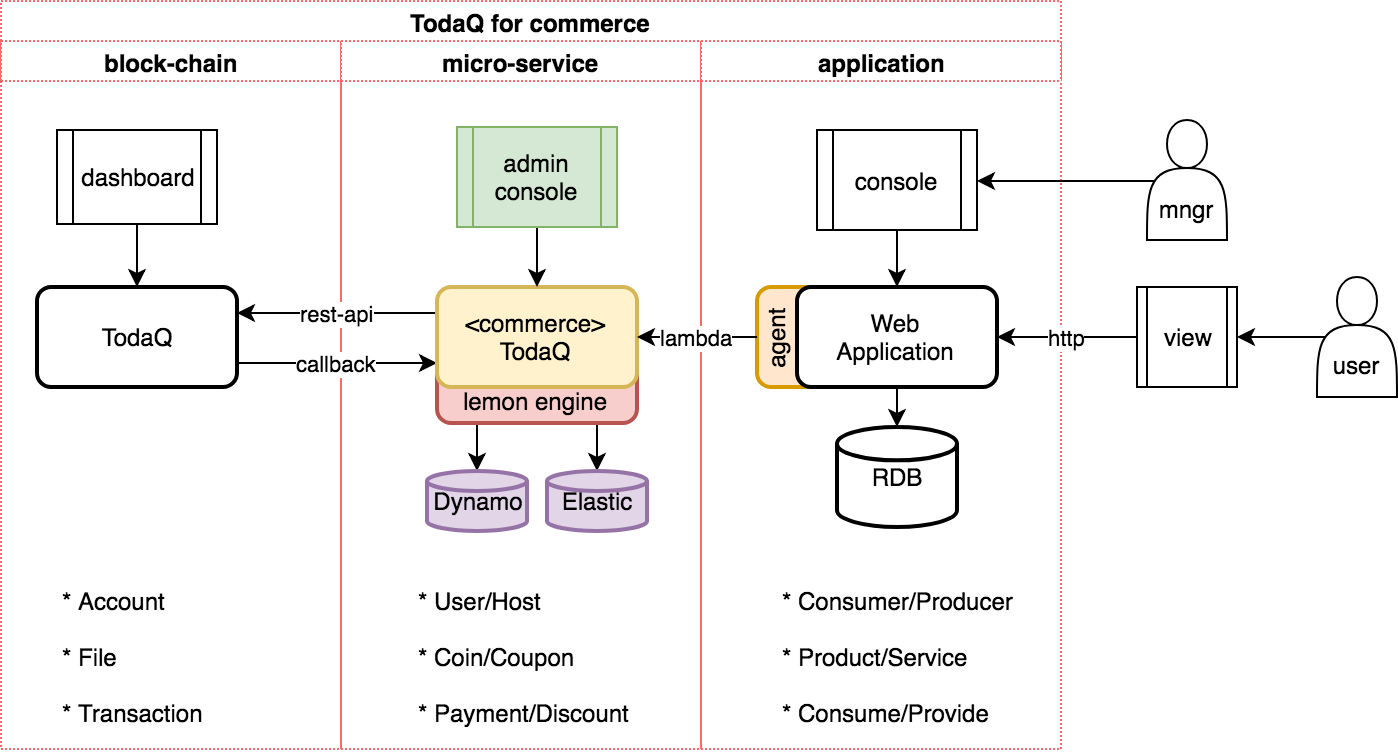 TodaQ for commerce
block-chain
micro-service
application
dashboard
admin
console
console
mngr
TodaQ
rest-api
callback
<commerce>
TodaQ
lemon engine
lambda
agent
Web
Application
http
view
user
Dynamo
Elastic
RDB
* Account
* User/Host
* Consumer/Producer
* File
* Coin/Coupon
* Product/Service
* Transaction
* Payment/Discount
* Consume/Provide